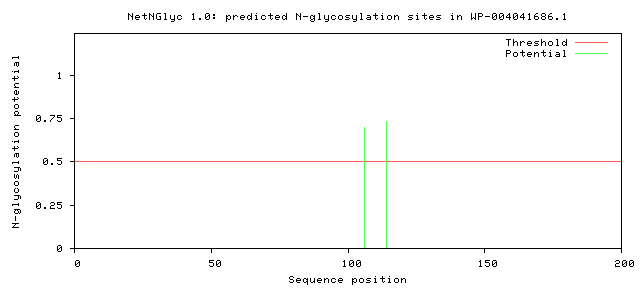 NetNGlyc 1.0: predicted N-glycosylation sites in WP-004041686.1
Threshold
Potential
N-glycosylation potential
1
0.75
0.5
0.25
0
0 50 100 150 200
Sequence position